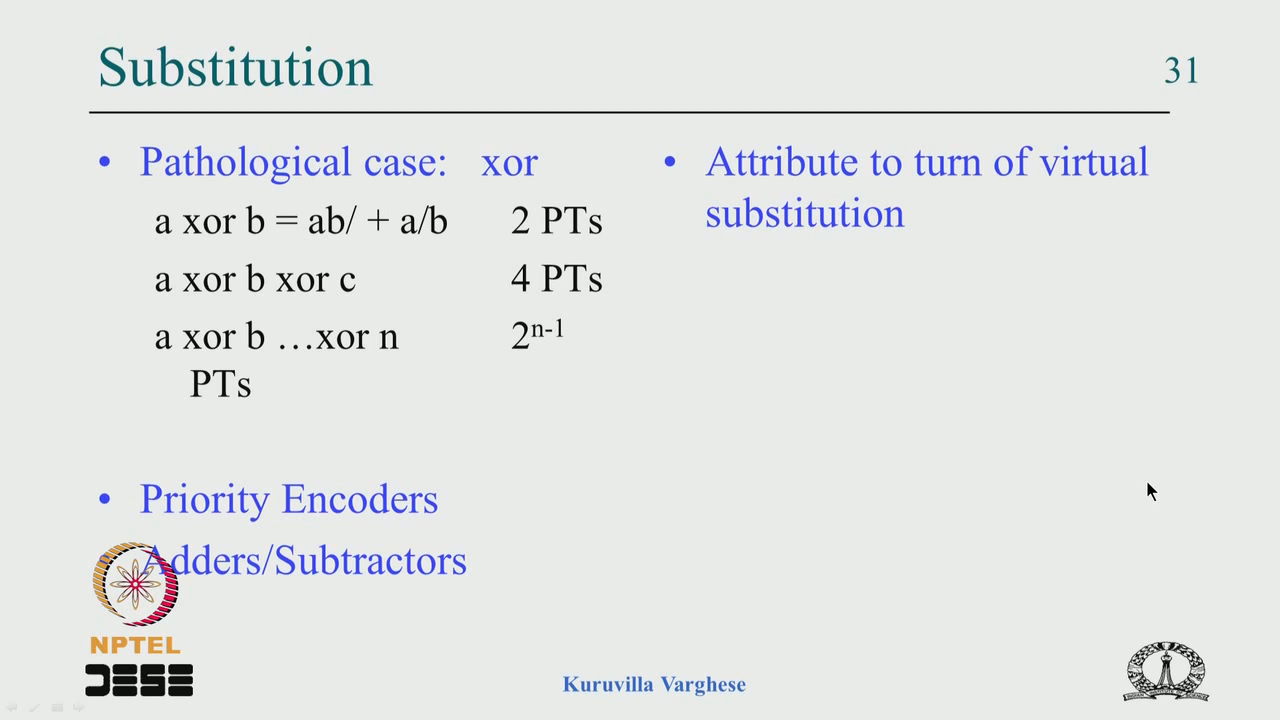 Substitution
31
• Pathological case: xor
a xor b = ab/ + a/b 2 PTs
a xor b xor c 4 PTs
a xor b …xor n 2n-1
PTs
• Priority Encoders
• Adders/Subtractors
• Attribute to turn of virtual
substitution
NPTEL
DESE
Kuruvilla Varghese